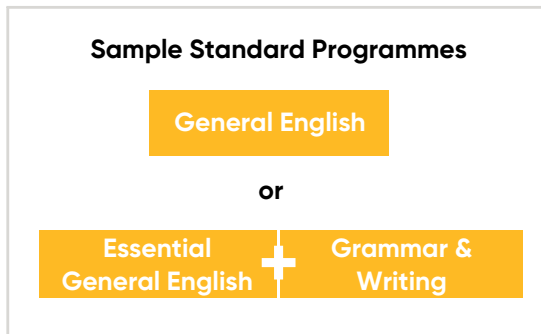 Sample Standard Programmes
General English
or
Essential
General English
+
Grammar &
Writing